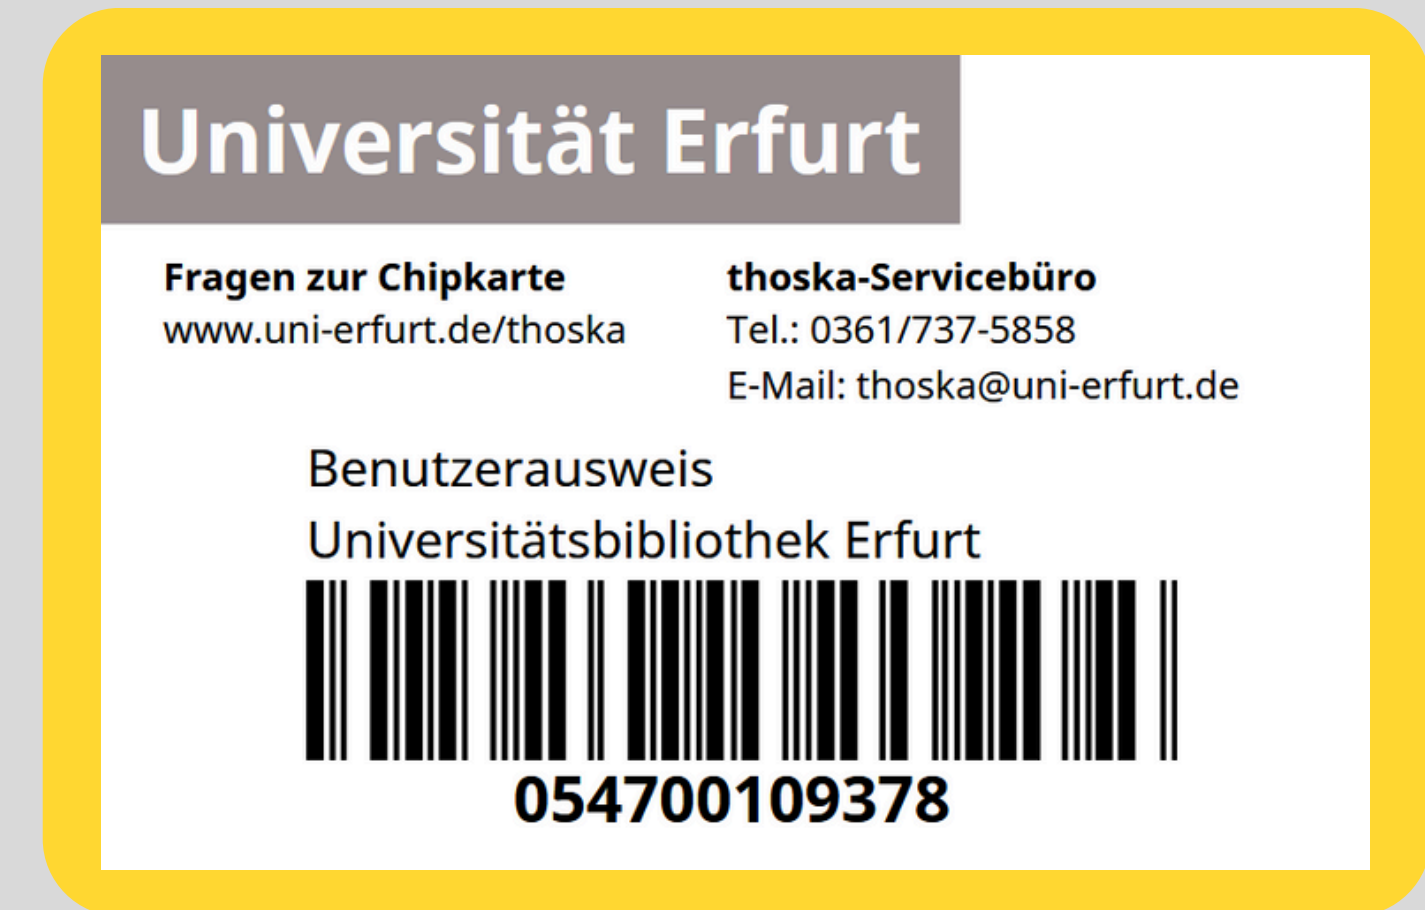 Universität Erfurt
Fragen zur Chipkarte
www.uni-erfurt.de/thoska
thoska-Servicebüro
Tel.: 0361/737-5858
E-Mail: thoska@uni-erfurt.de
Benutzerausweis
Universitätsbibliothek Erfurt
054700109378